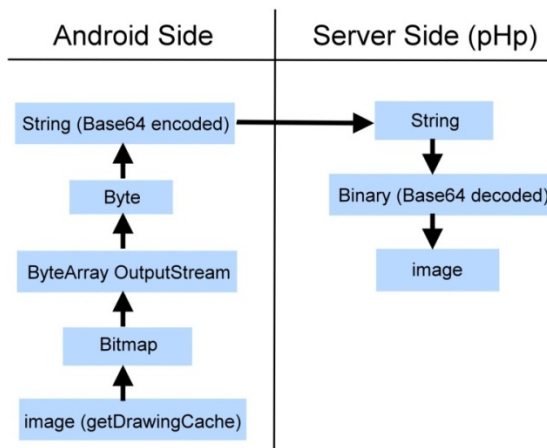 Android Side
Server Side (pHp)
String (Base64 encoded)
Byte
ByteArray OutputStream
Bitmap
image (getDrawingCache)
String
Binary (Base64 decoded)
image